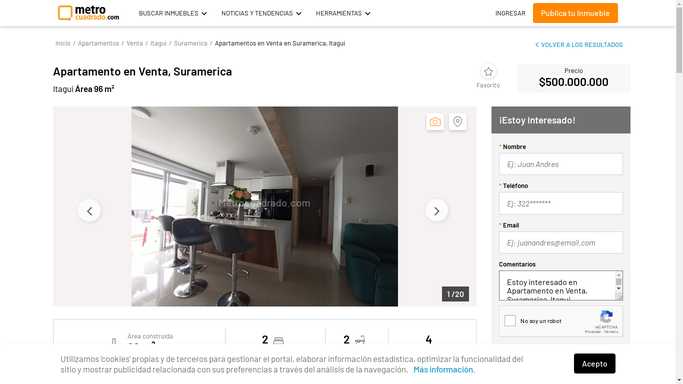 metro
cuadrado.com
BUSCAR INMUEBLES
NOTICIAS Y TENDENCIAS
HERRAMIENTAS
INGRESAR
Publica tu Inmueble
Inicio / Apartamentos / Venta / Itagui / Suramerica / Apartamentos en Venta en Suramerica, Itagui
< VOLVER A LOS RESULTADOS
Apartamento en Venta, Suramerica
Itagui Área 96 m²
Favorito
Precio
$500.000.000
Metrocuadrado.com
1 / 20
¡Estoy Interesado!
* Nombre
Ej: Juan Andres
* Teléfono
Ej: 322*******
* Email
Ej: juanandres@email.com
Comentarios
Estoy interesado en
Apartamento en Venta,
Suramerica, Itagui
No soy un robot
reCAPTCHA
Privacidad - Términos
Área construida
2
2
4
Utilizamos 'cookies' propias y de terceros para gestionar el portal, elaborar información estadística, optimizar la funcionalidad del
sitio y mostrar publicidad relacionada con sus preferencias a través del análisis de la navegación. Más información.
Acepto